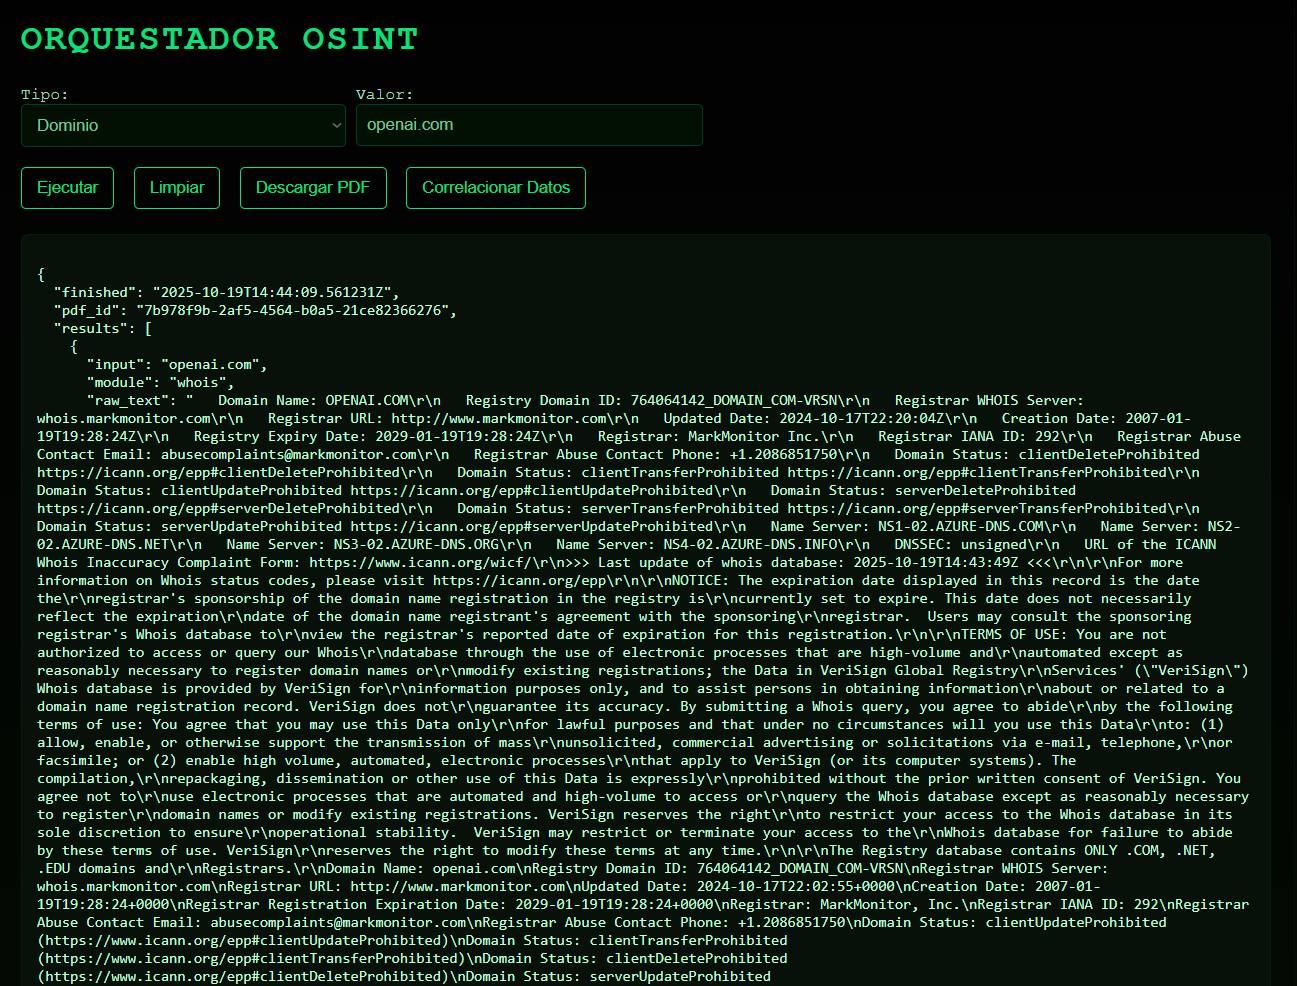 ORQUESTADOR OSINT
Tipo: Valor:
Dominio openai.com
Ejecutar Limpiar Descargar PDF Correlacionar Datos
{
"finished": "2025-10-19T14:44:09.561231Z",
"pdf_id": "7b978f9b-2af5-4564-b0a5-21ce82366276",
"results": [
{
"input": "openai.com",
"module": "whois",
"raw_text": "   Domain Name: OPENAI.COM\r\n   Registry Domain ID: 764064142_DOMAIN_COM-VRSN\r\n   Registrar WHOIS Server:
whois.markmonitor.com\r\n   Registrar URL: http://www.markmonitor.com\r\n   Updated Date: 2024-10-17T22:20:04Z\r\n   Creation Date: 2007-01-
19T19:28:24Z\r\n   Registry Expiry Date: 2029-01-19T19:28:24Z\r\n   Registrar: MarkMonitor Inc.\r\n   Registrar IANA ID: 292\r\n   Registrar Abuse
Contact Email: abusecomplaints@markmonitor.com\r\n   Registrar Abuse Contact Phone: +1.2086851750\r\n   Domain Status: clientDeleteProhibited
https://icann.org/epp#clientDeleteProhibited\r\n   Domain Status: clientTransferProhibited https://icann.org/epp#clientTransferProhibited\r\n
Domain Status: clientUpdateProhibited https://icann.org/epp#clientUpdateProhibited\r\n   Domain Status: serverDeleteProhibited
https://icann.org/epp#serverDeleteProhibited\r\n   Domain Status: serverTransferProhibited https://icann.org/epp#serverTransferProhibited\r\n
Domain Status: serverUpdateProhibited https://icann.org/epp#serverUpdateProhibited\r\n   Name Server: NS1-02.AZURE-DNS.COM\r\n   Name Server: NS2-
02.AZURE-DNS.NET\r\n   Name Server: NS3-02.AZURE-DNS.ORG\r\n   Name Server: NS4-02.AZURE-DNS.INFO\r\n   DNSSEC: unsigned\r\n   URL of the ICANN
Whois Inaccuracy Complaint Form: https://www.icann.org/wicf/\r\n>>> Last update of whois database: 2025-10-19T14:43:49Z <<<\r\n\r\nFor more
information on Whois status codes, please visit https://icann.org/epp\r\n\r\nNOTICE: The expiration date displayed in this record is the date
the\r\nregistrar's sponsorship of the domain name registration in the registry is\r\ncurrently set to expire. This date does not necessarily
reflect the expiration\r\ndate of the domain name registrant's agreement with the sponsoring\r\nregistrar.  Users may consult the sponsoring
registrar's Whois database to\r\nview the registrar's reported date of expiration for this registration.\r\n\r\nTERMS OF USE: You are not
authorized to access or query our Whois\r\ndatabase through the use of electronic processes that are high-volume and\r\nautomated except as
reasonably necessary to register domain names or\r\nmodify existing registrations; the Data in VeriSign Global Registry\r\nServices' (\"VeriSign\")
Whois database is provided by VeriSign for\r\ninformation purposes only, and to assist persons in obtaining information\r\nabout or related to a
domain name registration record. VeriSign does not\r\nguarantee its accuracy. By submitting a Whois query, you agree to abide\r\nby the following
terms of use: You agree that you may use this Data only\r\nfor lawful purposes and that under no circumstances will you use this Data\r\nto: (1)
allow, enable, or otherwise support the transmission of mass\r\nunsolicited, commercial advertising or solicitations via e-mail, telephone,\r\nor
facsimile; or (2) enable high volume, automated, electronic processes\r\nthat apply to VeriSign (or its computer systems). The
compilation,\r\nrepackaging, dissemination or other use of this Data is expressly\r\nprohibited without the prior written consent of VeriSign. You
agree not to\r\nuse electronic processes that are automated and high-volume to access or\r\nquery the Whois database except as reasonably necessary
to register\r\ndomain names or modify existing registrations. VeriSign reserves the right\r\nto restrict your access to the Whois database in its
sole discretion to ensure\r\noperational stability.  VeriSign may restrict or terminate your access to the\r\nWhois database for failure to abide
by these terms of use. VeriSign\r\nreserves the right to modify these terms at any time.\r\n\r\nThe Registry database contains ONLY .COM, .NET,
.EDU domains and\r\nRegistrars.\r\nDomain Name: openai.com\nRegistry Domain ID: 764064142_DOMAIN_COM-VRSN\nRegistrar WHOIS Server:
whois.markmonitor.com\nRegistrar URL: http://www.markmonitor.com\nUpdated Date: 2024-10-17T22:02:55+0000\nCreation Date: 2007-01-
19T19:28:24+0000\nRegistrar Registration Expiration Date: 2029-01-19T19:28:24+0000\nRegistrar: MarkMonitor, Inc.\nRegistrar IANA ID: 292\nRegistrar
Abuse Contact Email: abusecomplaints@markmonitor.com\nRegistrar Abuse Contact Phone: +1.2086851750\nDomain Status: clientUpdateProhibited
(https://www.icann.org/epp#clientUpdateProhibited)\nDomain Status: clientTransferProhibited
(https://www.icann.org/epp#clientTransferProhibited)\nDomain Status: clientDeleteProhibited
(https://www.icann.org/epp#clientDeleteProhibited)\nDomain Status: serverUpdateProhibited